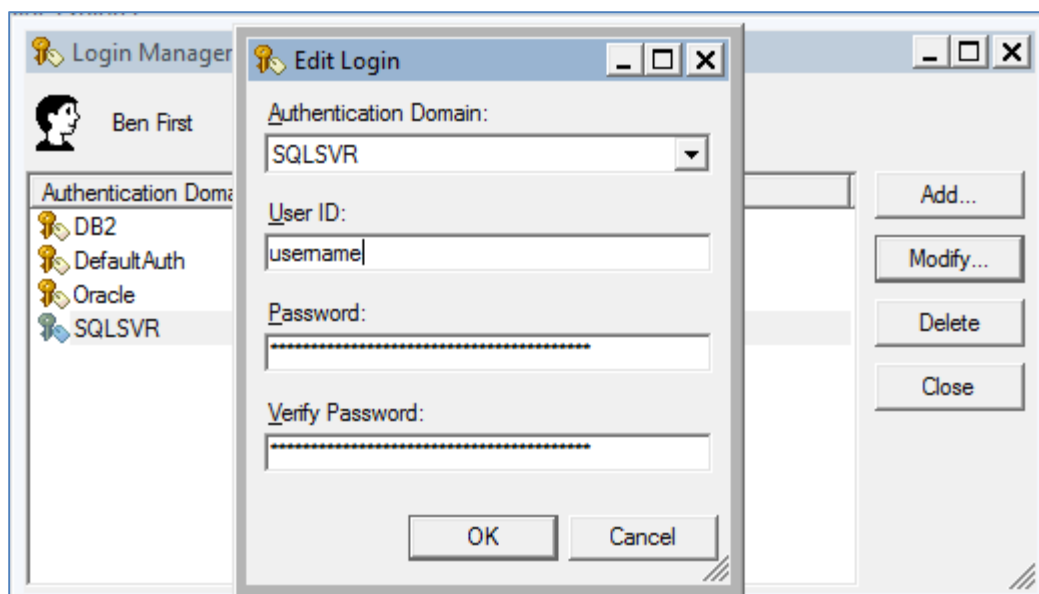 Login Manager
Ben First
Authentication Doma
DB2
DefaultAuth
Oracle
SQLSVR
Edit Login
Authentication Domain:
SQLSVR
User ID:
username
Password:
****************************************
Verify Password:
****************************************
OK
Cancel
Add...
Modify...
Delete
Close